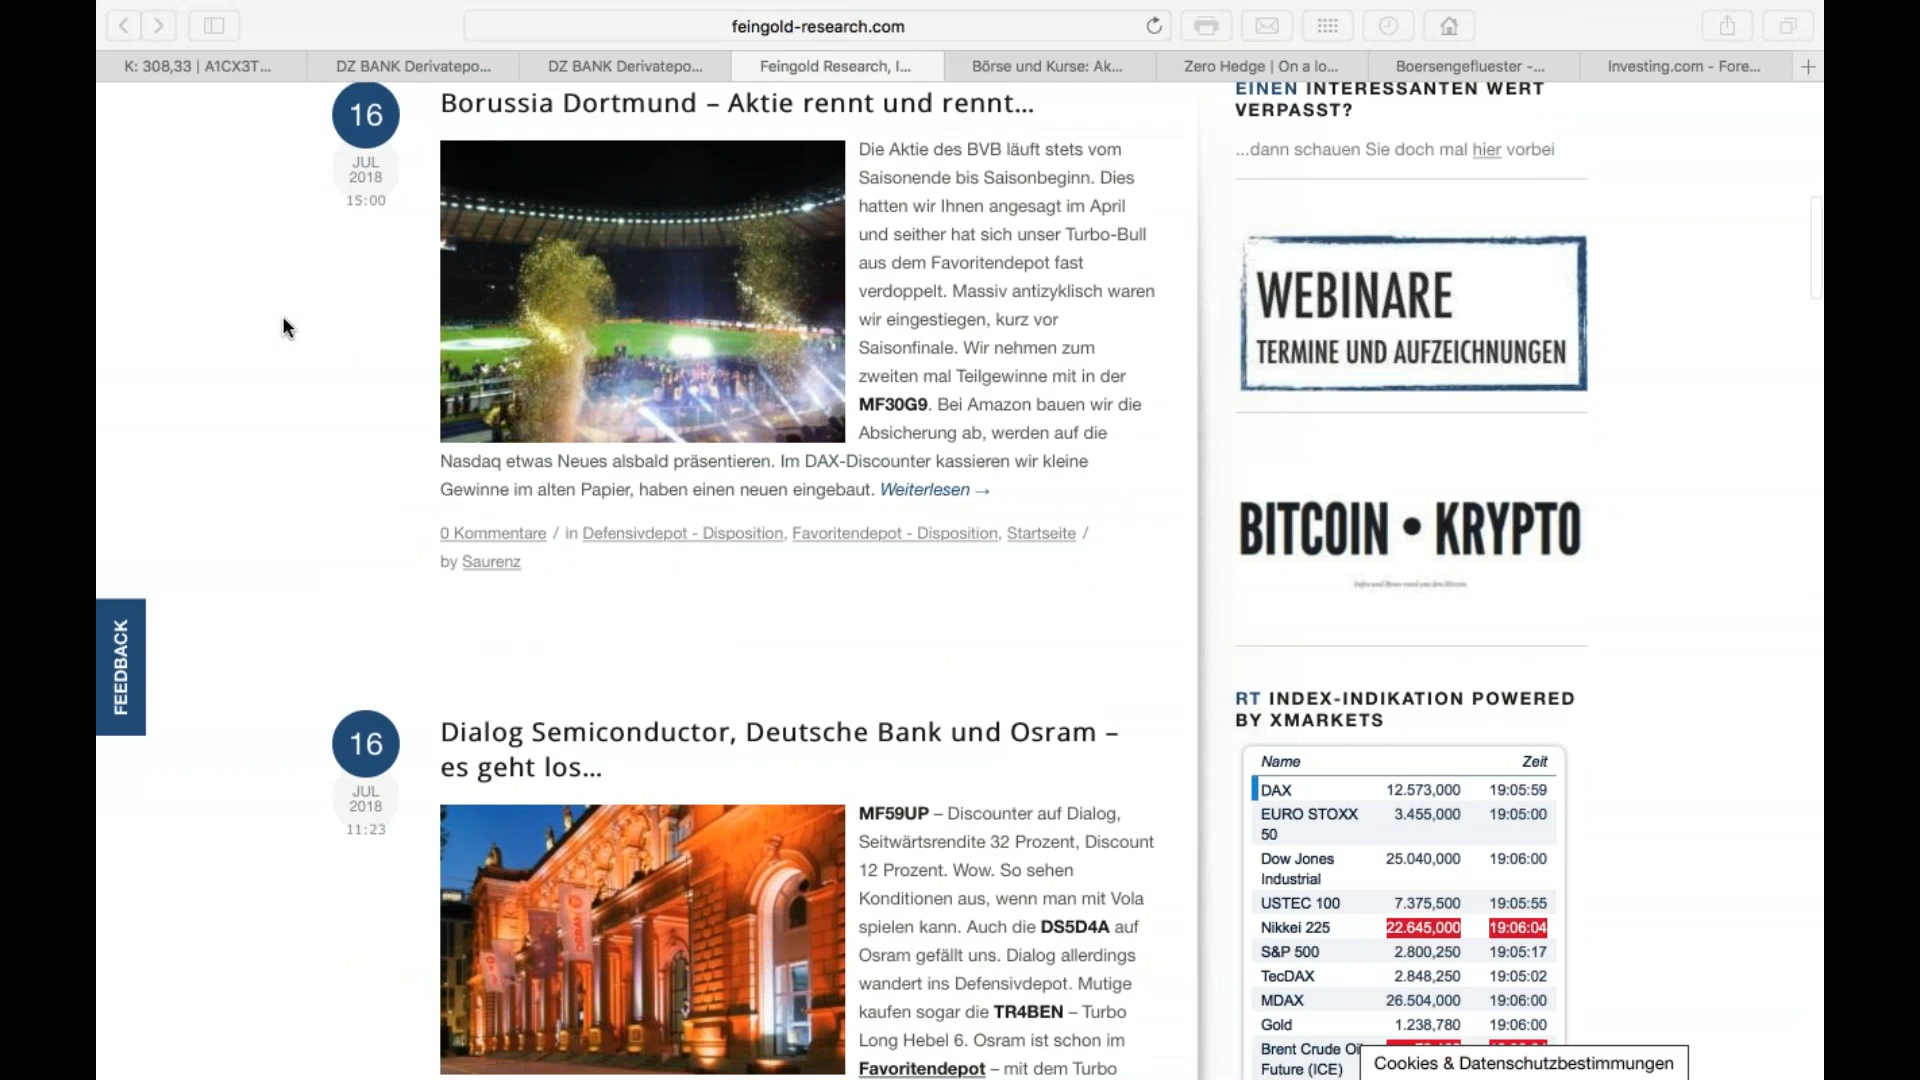 feingold-research.com
K: 308,33 | A1CX3T...
DZ BANK Derivatepo...
DZ BANK Derivatepo...
Feingold Research, I...
Börse und Kurse: Ak...
Zero Hedge | On a lo...
Boersengefluester -...
Investing.com - Fore...
16
JUL
2018
15:00
Borussia Dortmund – Aktie rennt und rennt...
Die Aktie des BVB läuft stets vom
Saisonende bis Saisonbeginn. Dies
hatten wir Ihnen angesagt im April
und seither hat sich unser Turbo-Bull
aus dem Favoritendepot fast
verdoppelt. Massiv antizyklisch waren
wir eingestiegen, kurz vor
Saisonfinale. Wir nehmen zum
zweiten mal Teilgewinne mit in der
MF30G9. Bei Amazon bauen wir die
Absicherung ab, werden auf die
Nasdaq etwas Neues alsbald präsentieren. Im DAX-Discounter kassieren wir kleine
Gewinne im alten Papier, haben einen neuen eingebaut. Weiterlesen →
0 Kommentare / in Defensivdepot - Disposition, Favoritendepot - Disposition, Startseite /
by Saurenz
FEEDBACK
16
JUL
2018
11:23
Dialog Semiconductor, Deutsche Bank und Osram –
es geht los...
MF59UP – Discounter auf Dialog,
Seitwärtsrendite 32 Prozent, Discount
12 Prozent. Wow. So sehen
Konditionen aus, wenn man mit Vola
spielen kann. Auch die DS5D4A auf
Osram gefällt uns. Dialog allerdings
wandert ins Defensivdepot. Mutige
kaufen sogar die TR4BEN – Turbo
Long Hebel 6. Osram ist schon im
Favoritendepot – mit dem Turbo
EINEN INTERESSANTEN WERT
VERPASST?
...dann schauen Sie doch mal hier vorbei
WEBINARE
TERMINE UND AUFZEICHNUNGEN
BITCOIN • KRYPTO
RT INDEX-INDIKATION POWERED
BY XMARKETS
Name Zeit
DAX 12.573,000 19:05:59
EURO STOXX 3.455,000 19:05:00
50
Dow Jones 25.040,000 19:06:00
Industrial
USTEC 100 7.375,500 19:05:55
Nikkei 225 22.645,000 19:06:04
S&P 500 2.800,250 19:05:17
TecDAX 2.848,250 19:05:02
MDAX 26.504,000 19:06:00
Gold 1.238,780 19:06:00
Brent Crude Oil
Future (ICE)
Cookies & Datenschutzbestimmungen